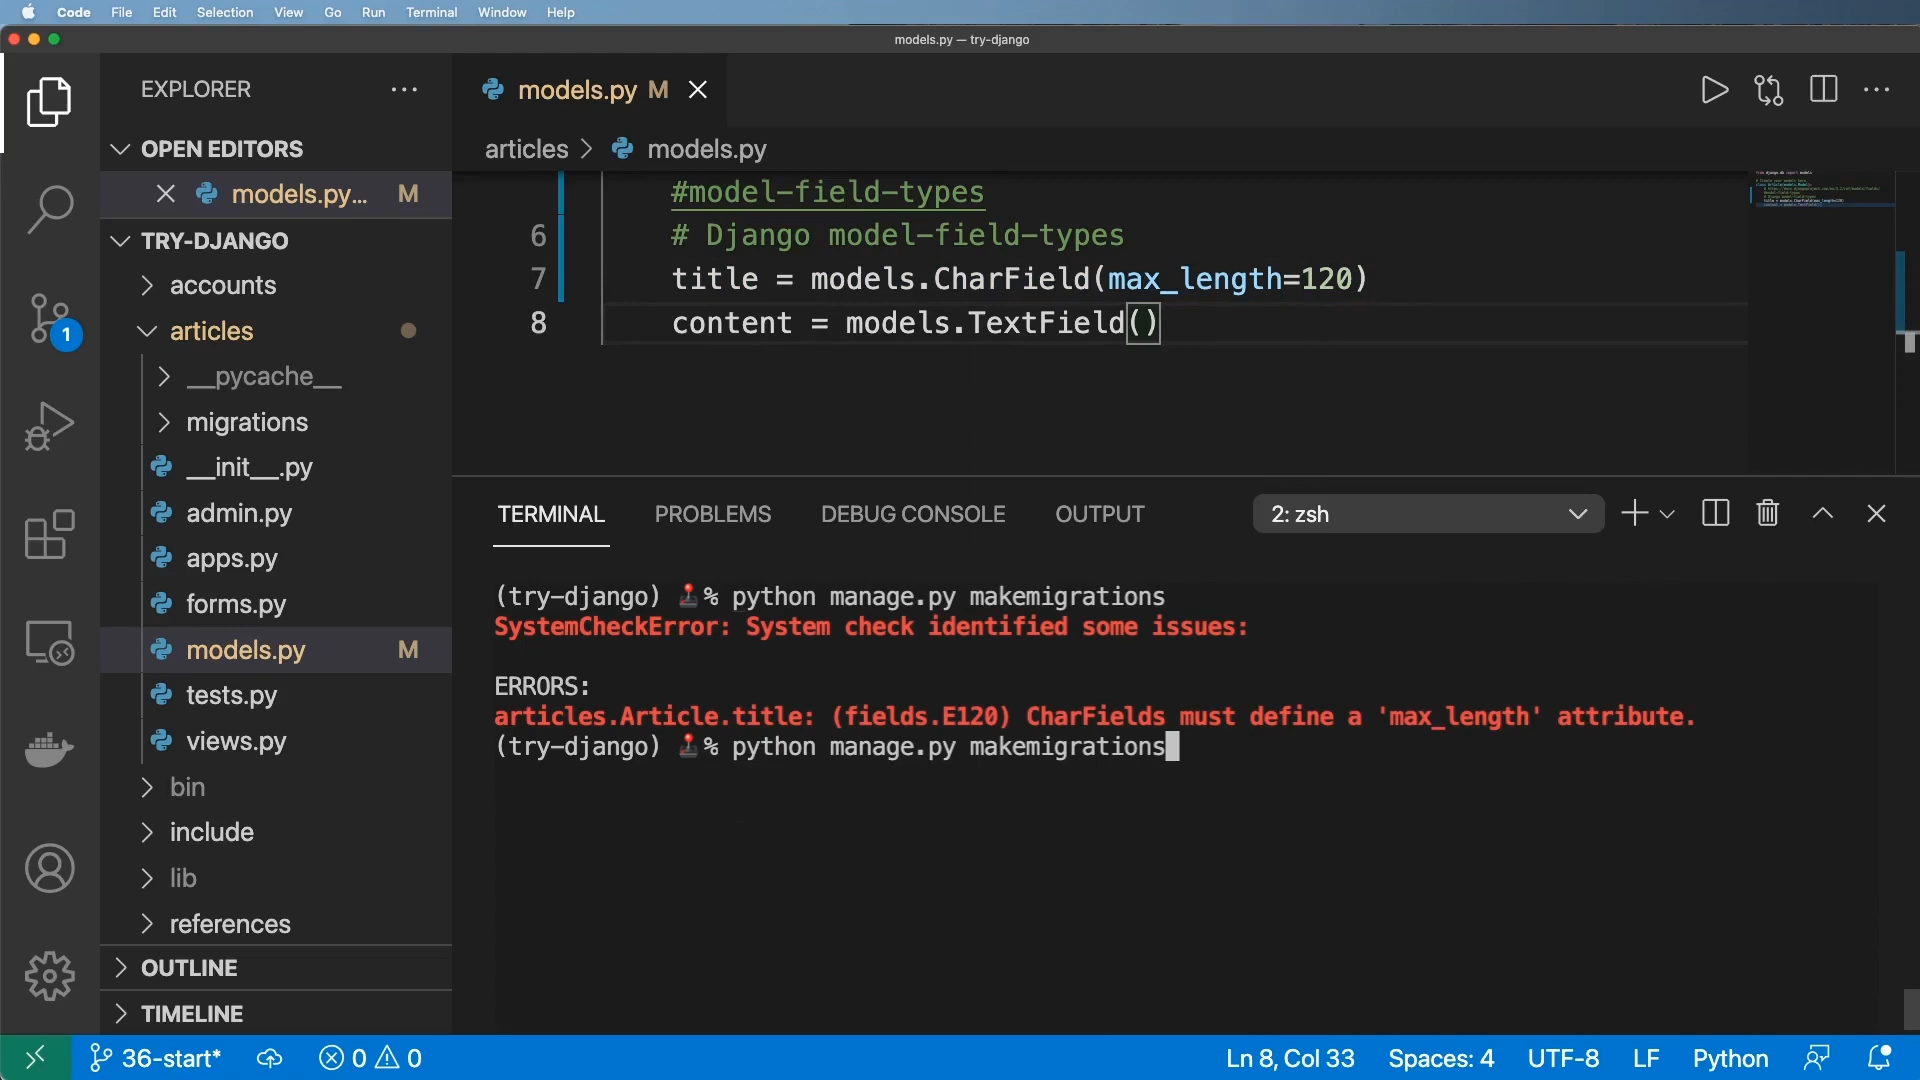 Code File Edit Selection View Go Run Terminal Window Help
models.py — try-django
EXPLORER
models.py M
OPEN EDITORS
articles > models.py
models.py... M
#model-field-types
TRY-DJANGO
6 # Django model-field-types
7 title = models.CharField(max_length=120)
8 content = models.TextField()
accounts
articles
1
__pycache__
migrations
__init__.py
admin.py
apps.py
forms.py
models.py M
tests.py
views.py
bin
include
lib
references
OUTLINE
TIMELINE
TERMINAL PROBLEMS DEBUG CONSOLE OUTPUT 2: zsh
(try-django) % python manage.py makemigrations
SystemCheckError: System check identified some issues:
ERRORS:
articles.Article.title: (fields.E120) CharFields must define a 'max_length' attribute.
(try-django) % python manage.py makemigrations
36-start* 0 0 Ln 8, Col 33 Spaces: 4 UTF-8 LF Python